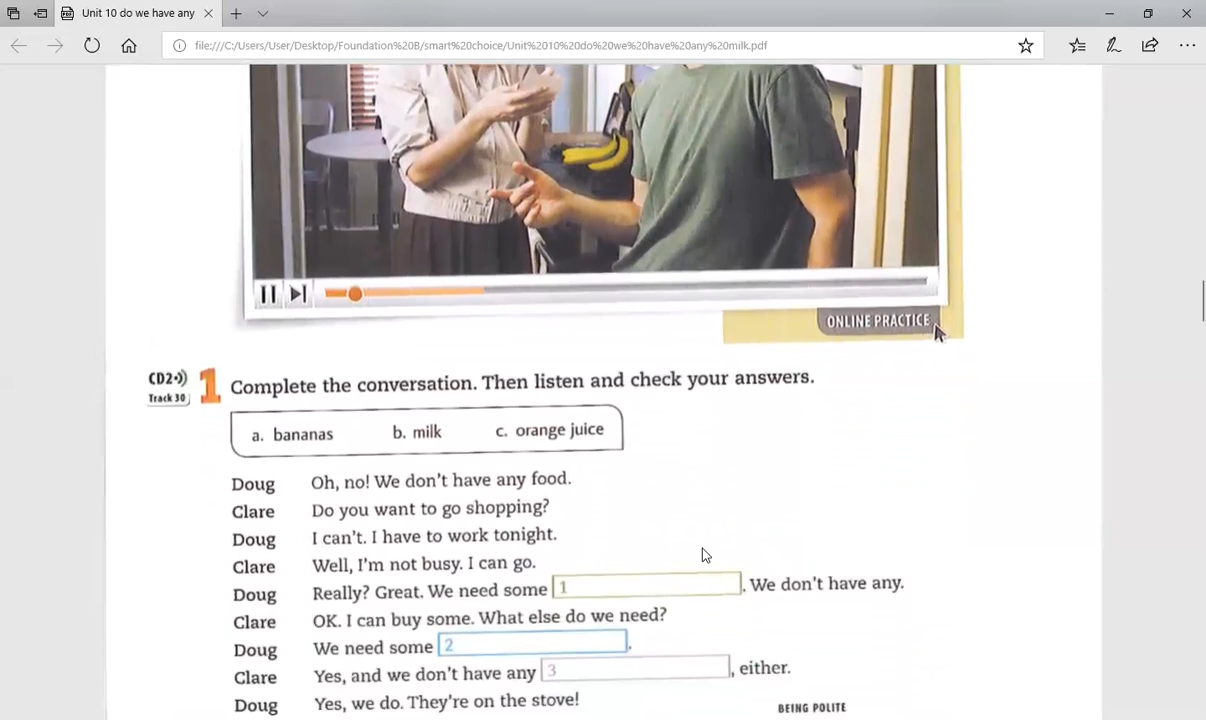 Unit 10 do we have any
file:///C:/Users/User/Desktop/Foundation%20B/smart%20choice/Unit%2010%20do%20we%20have%20any%20milk.pdf
ONLINE PRACTICE
CD2
Track 30
1 Complete the conversation. Then listen and check your answers.
a. bananas b. milk c. orange juice
Doug Oh, no! We don't have any food.
Clare Do you want to go shopping?
Doug I can't. I have to work tonight.
Clare Well, I'm not busy. I can go.
Doug Really? Great. We need some 1 . We don't have any.
Clare OK. I can buy some. What else do we need?
Doug We need some 2 .
Clare Yes, and we don't have any 3 , either.
Doug Yes, we do. They're on the stove!
BEING POLITE